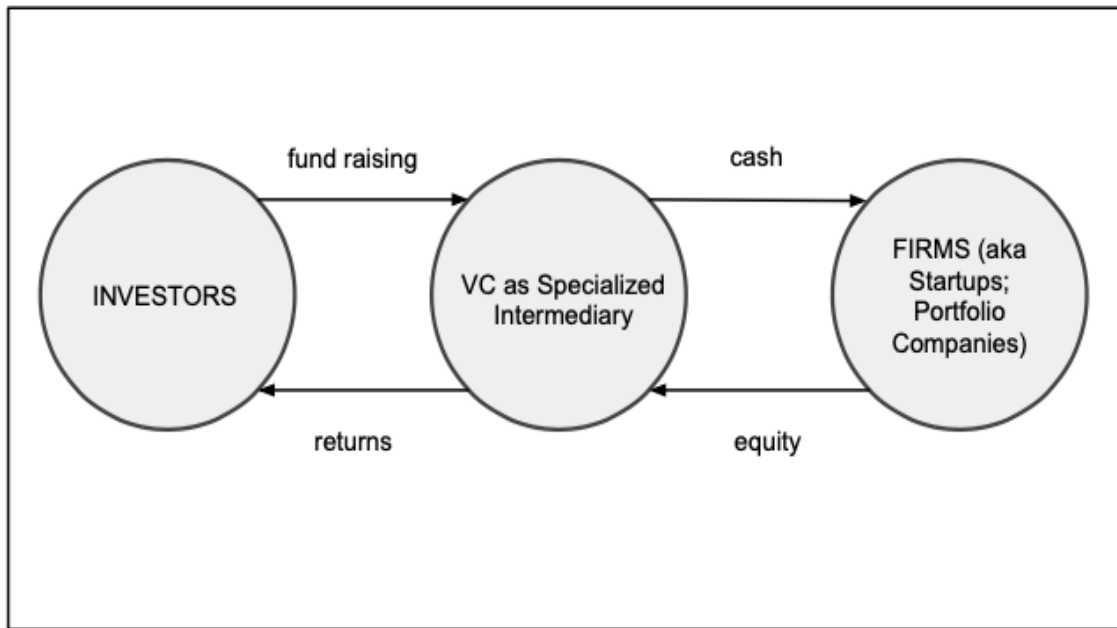 fund raising
cash
INVESTORS
VC as Specialized
Intermediary
FIRMS (aka
Startups;
Portfolio
Companies)
returns
equity